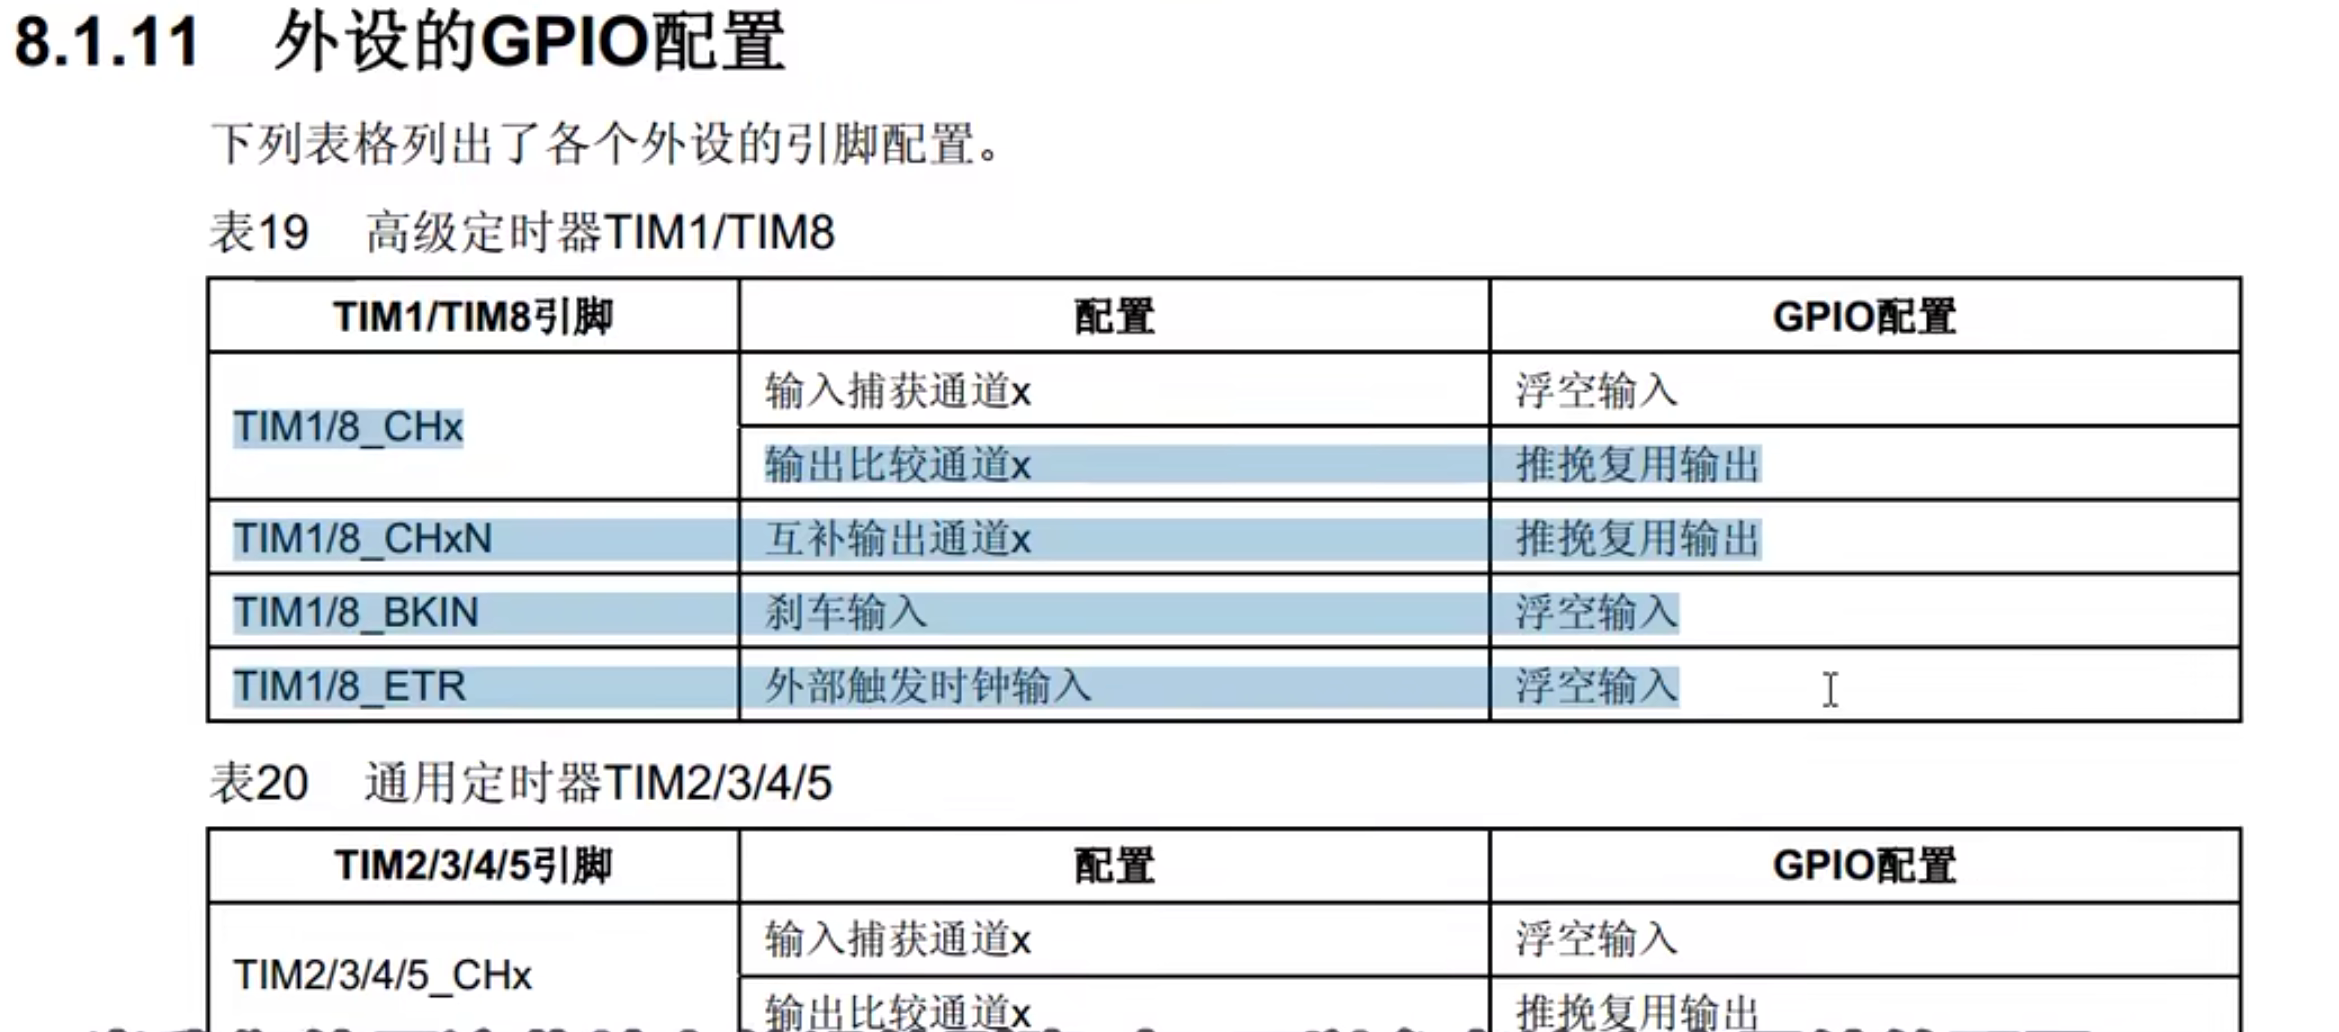 8.1.11 外设的GPIO配置
下列表格列出了各个外设的引脚配置。
表19 高级定时器TIM1/TIM8
TIM1/TIM8引脚 配置 GPIO配置
TIM1/8_CHx 输入捕获通道x 浮空输入
输出比较通道x 推挽复用输出
TIM1/8_CHxN 互补输出通道x 推挽复用输出
TIM1/8_BKIN 刹车输入 浮空输入
TIM1/8_ETR 外部触发时钟输入 浮空输入
表20 通用定时器TIM2/3/4/5
TIM2/3/4/5引脚 配置 GPIO配置
TIM2/3/4/5_CHx 输入捕获通道x 浮空输入
输出比较通道x 推挽复用输出